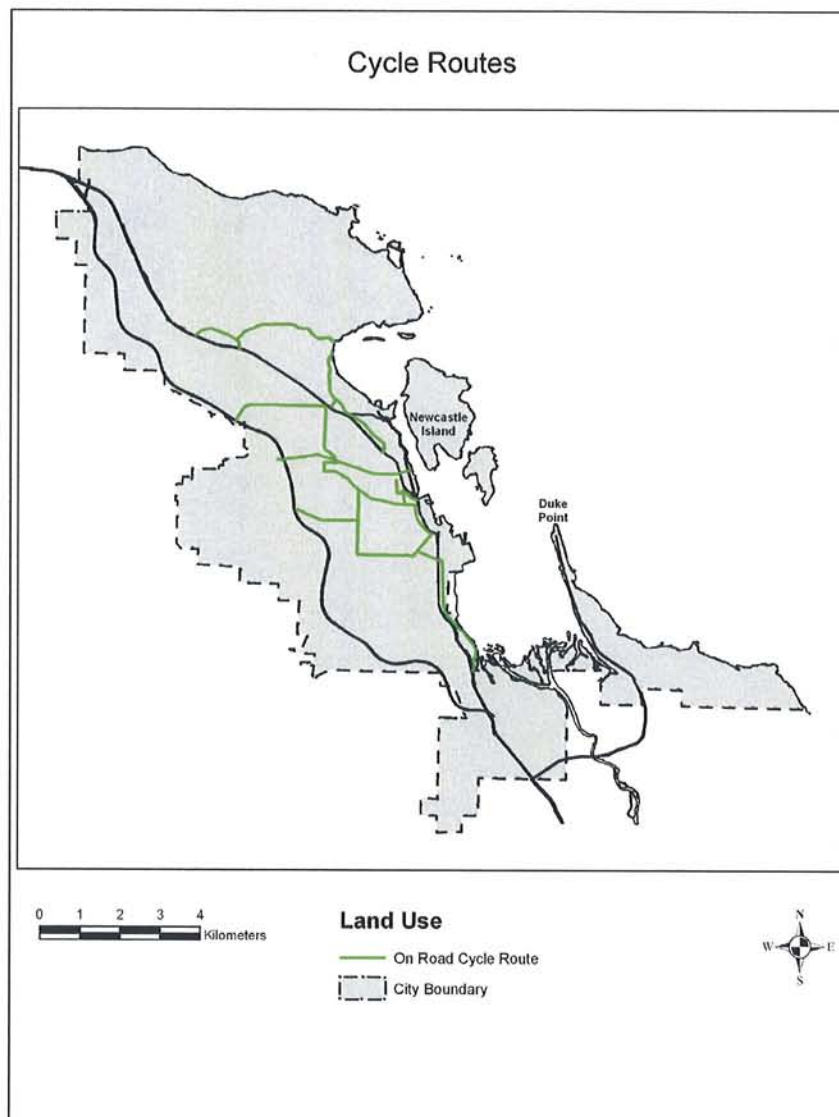 Cycle Routes
Newcastle
Island
Duke
Point
0 1 2 3 4
Kilometers
Land Use
On Road Cycle Route
City Boundary
N
W E
S